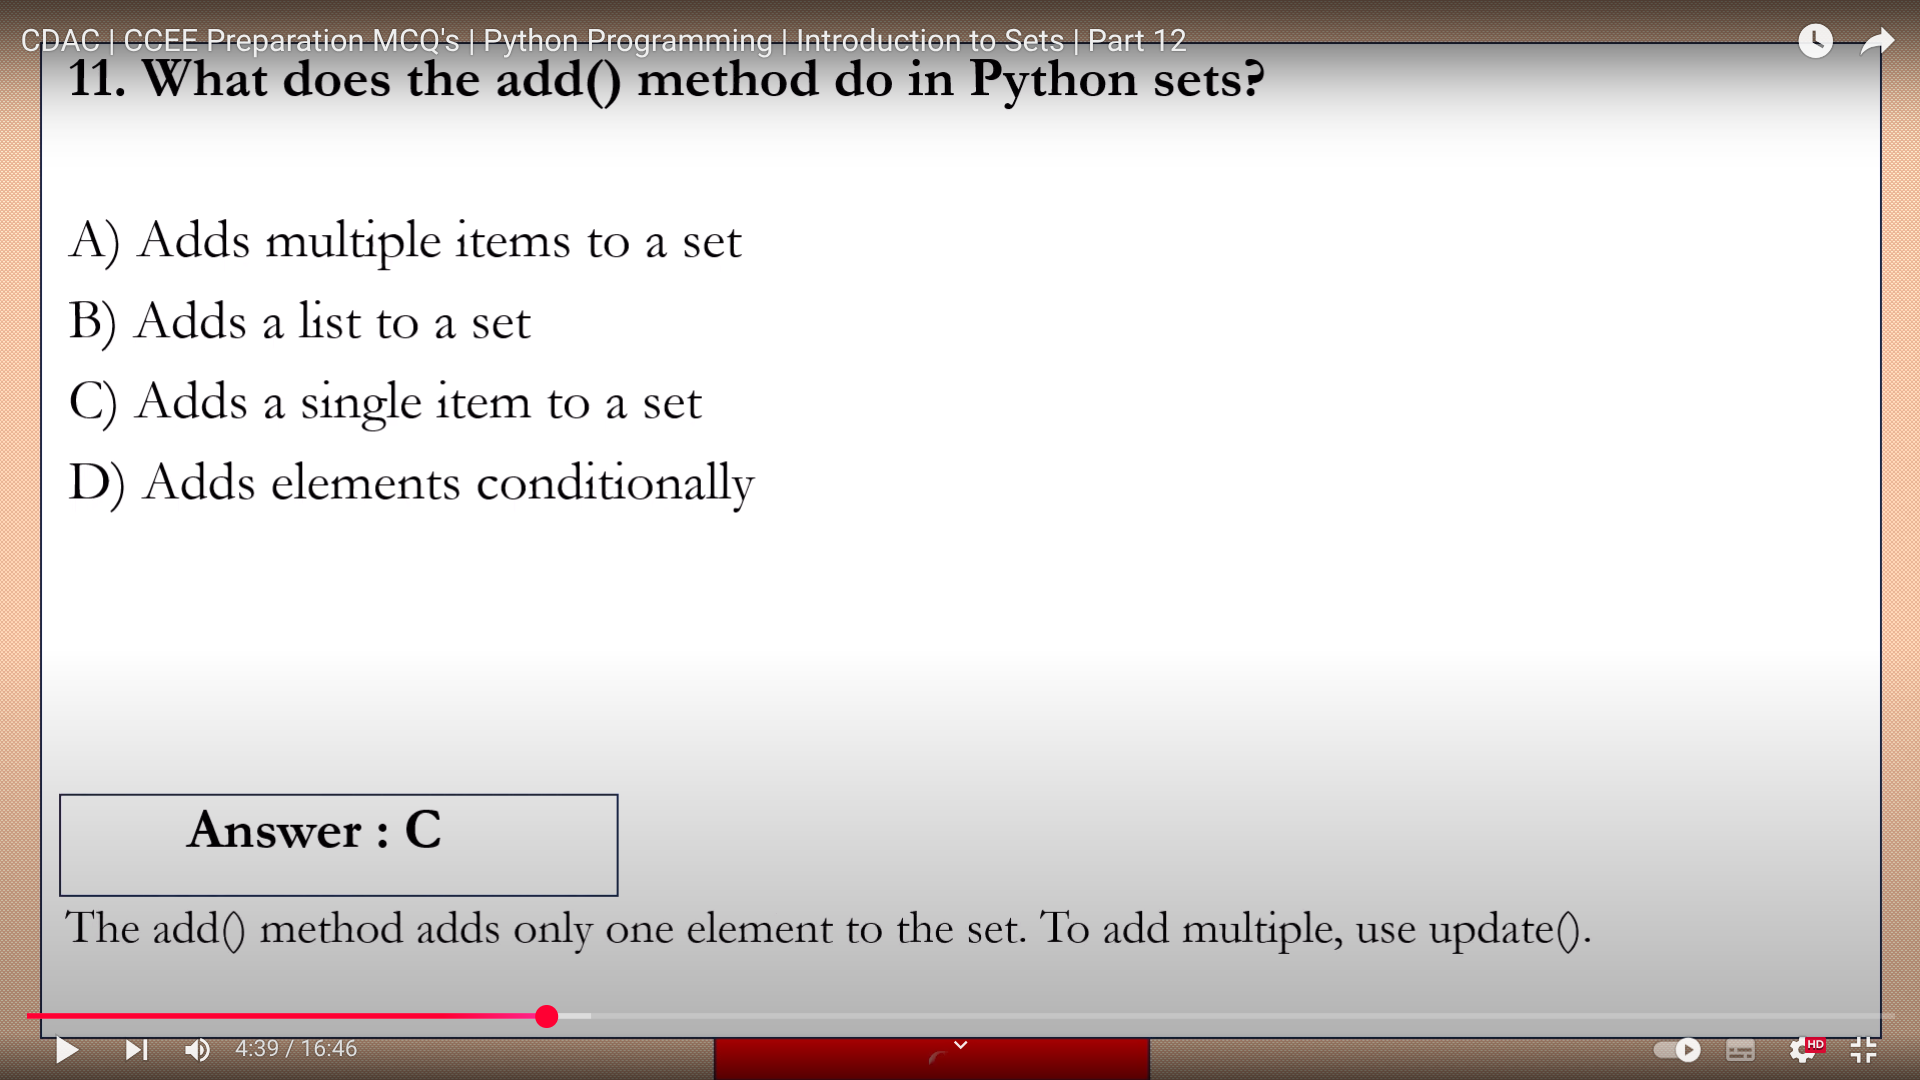 CDAC | CCEE Preparation MCQ's | Python Programming | Introduction to Sets | Part 12
11. What does the add() method do in Python sets?
A) Adds multiple items to a set
B) Adds a list to a set
C) Adds a single item to a set
D) Adds elements conditionally
Answer : C
The add() method adds only one element to the set. To add multiple, use update().
4:39 / 16:46
HD